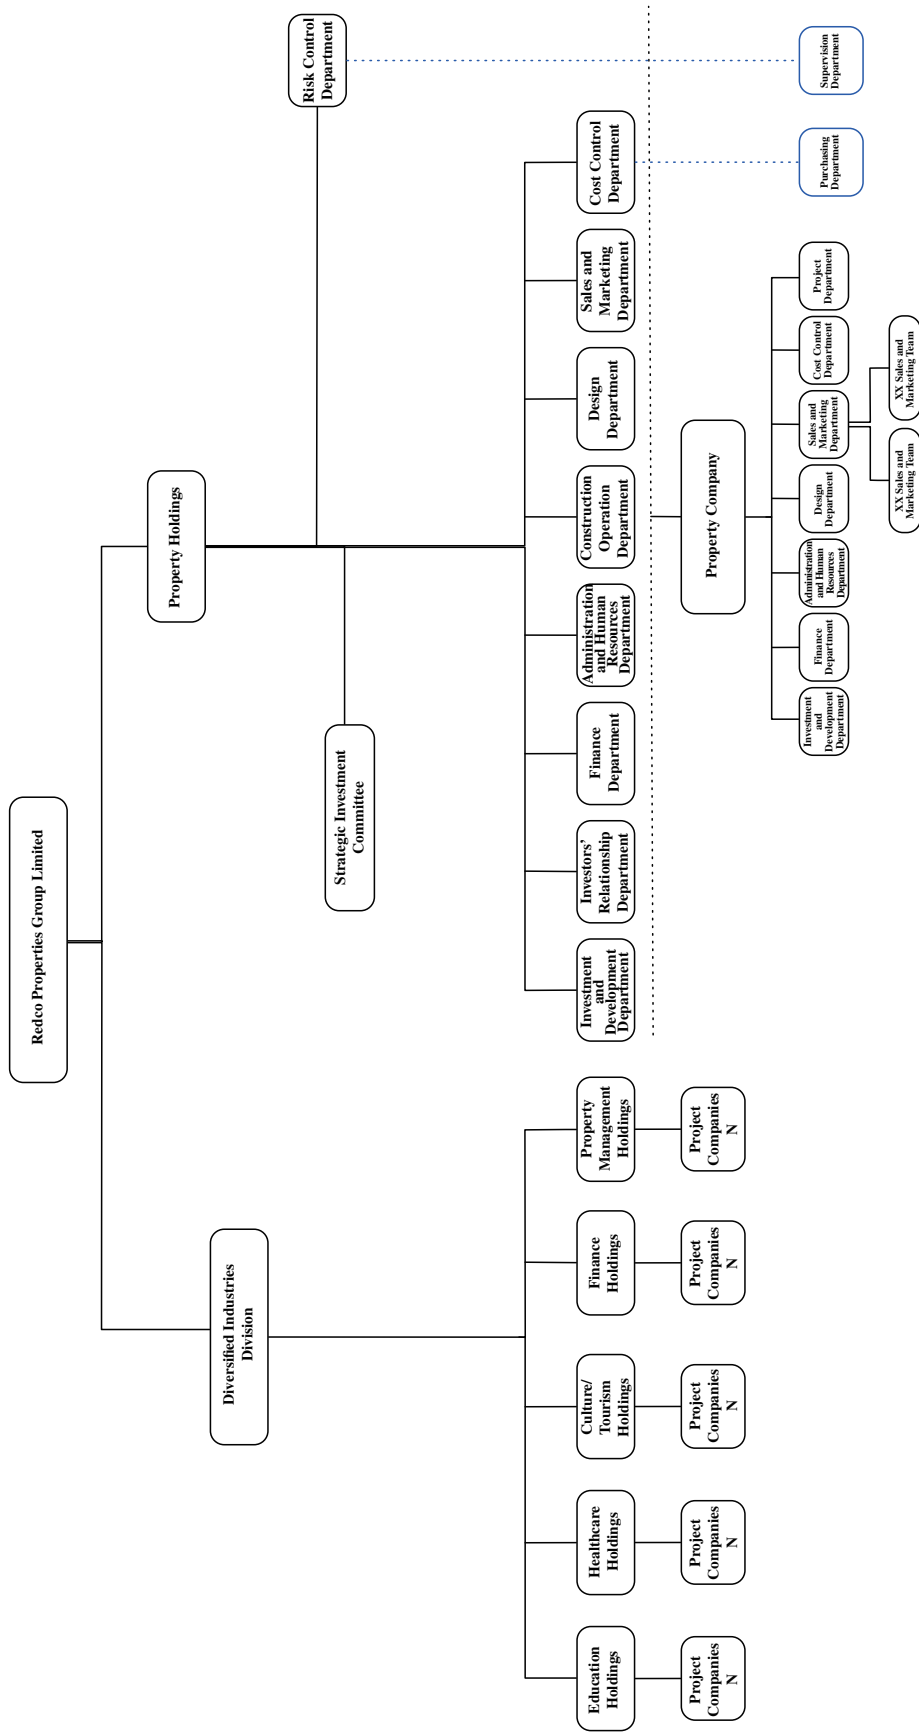 Redco Properties Group Limited
Diversified Industries
Division
Property Holdings
Strategic Investment
Committee
Risk Control
Department
Education
Holdings
Healthcare
Holdings
Culture/
Tourism
Holdings
Finance
Holdings
Property
Management
Holdings
Investment
and
Development
Department
Investors’
Relationship
Department
Finance
Department
Administration
and Human
Resources
Department
Construction
Operation
Department
Design
Department
Sales and
Marketing
Department
Cost Control
Department
Project
Companies
N
Project
Companies
N
Project
Companies
N
Project
Companies
N
Project
Companies
N
Property Company
Investment
and
Development
Department
Finance
Department
Administration
and Human
Resources
Department
Design
Department
Sales and
Marketing
Department
Cost Control
Department
Project
Department
Purchasing
Department
Supervision
Department
XX Sales and
Marketing Team
XX Sales and
Marketing Team